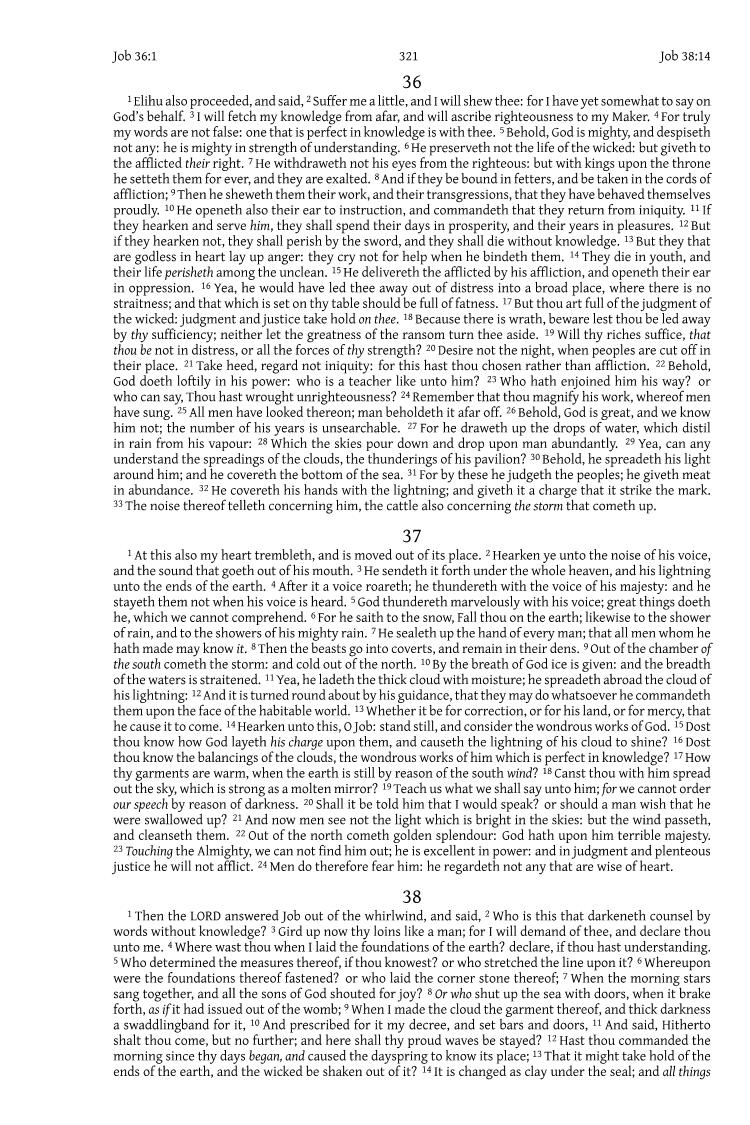 Job 36:1 321 Job 38:14
36
1 Elihu also proceeded, and said, 2 Suffer me a little, and I will shew thee: for I have yet somewhat to say on
God's behalf. 3 I will fetch my knowledge from afar, and will ascribe righteousness to my Maker. 4 For truly
my words are not false: one that is perfect in knowledge is with thee. 5 Behold, God is mighty, and despiseth
not any: he is mighty in strength of understanding. 6 He preserveth not the life of the wicked: but giveth to
the afflicted their right. 7 He withdraweth not his eyes from the righteous: but with kings upon the throne
he setteth them for ever, and they are exalted. 8 And if they be bound in fetters, and be taken in the cords of
affliction; 9 Then he sheweth them their work, and their transgressions, that they have behaved themselves
proudly. 10 He openeth also their ear to instruction, and commandeth that they return from iniquity. 11 If
they hearken and serve him, they shall spend their days in prosperity, and their years in pleasures. 12 But
if they hearken not, they shall perish by the sword, and they shall die without knowledge. 13 But they that
are godless in heart lay up anger: they cry not for help when he bindeth them. 14 They die in youth, and
their life perisheth among the unclean. 15 He delivereth the afflicted by his affliction, and openeth their ear
in oppression. 16 Yea, he would have led thee away out of distress into a broad place, where there is no
straitness; and that which is set on thy table should be full of fatness. 17 But thou art full of the judgment of
the wicked: judgment and justice take hold on thee. 18 Because there is wrath, beware lest thou be led away
by thy sufficiency; neither let the greatness of the ransom turn thee aside. 19 Will thy riches suffice, that
thou be not in distress, or all the forces of thy strength? 20 Desire not the night, when peoples are cut off in
their place. 21 Take heed, regard not iniquity: for this hast thou chosen rather than affliction. 22 Behold,
God doeth loftily in his power: who is a teacher like unto him? 23 Who hath enjoined him his way? or
who can say, Thou hast wrought unrighteousness? 24 Remember that thou magnify his work, whereof men
have sung. 25 All men have looked thereon; man beholdeth it afar off. 26 Behold, God is great, and we know
him not; the number of his years is unsearchable. 27 For he draweth up the drops of water, which distil
in rain from his vapour: 28 Which the skies pour down and drop upon man abundantly. 29 Yea, can any
understand the spreadings of the clouds, the thunderings of his pavilion? 30 Behold, he spreadeth his light
around him; and he covereth the bottom of the sea. 31 For by these he judgeth the peoples; he giveth meat
in abundance. 32 He covereth his hands with the lightning; and giveth it a charge that it strike the mark.
33 The noise thereof telleth concerning him, the cattle also concerning the storm that cometh up.
37
1 At this also my heart trembleth, and is moved out of its place. 2 Hearken ye unto the noise of his voice,
and the sound that goeth out of his mouth. 3 He sendeth it forth under the whole heaven, and his lightning
unto the ends of the earth. 4 After it a voice roareth; he thundereth with the voice of his majesty: and he
stayeth them not when his voice is heard. 5 God thundereth marvelously with his voice; great things doeth
he, which we cannot comprehend. 6 For he saith to the snow, Fall thou on the earth; likewise to the shower
of rain, and to the showers of his mighty rain. 7 He sealeth up the hand of every man; that all men whom he
hath made may know it. 8 Then the beasts go into coverts, and remain in their dens. 9 Out of the chamber of
the south cometh the storm: and cold out of the north. 10 By the breath of God ice is given: and the breadth
of the waters is straitened. 11 Yea, he ladeth the thick cloud with moisture; he spreadeth abroad the cloud of
his lightning: 12 And it is turned round about by his guidance, that they may do whatsoever he commandeth
them upon the face of the habitable world. 13 Whether it be for correction, or for his land, or for mercy, that
he cause it to come. 14 Hearken unto this, O Job: stand still, and consider the wondrous works of God. 15 Dost
thou know how God layeth his charge upon them, and causeth the lightning of his cloud to shine? 16 Dost
thou know the balancings of the clouds, the wondrous works of him which is perfect in knowledge? 17 How
thy garments are warm, when the earth is still by reason of the south wind? 18 Canst thou with him spread
out the sky, which is strong as a molten mirror? 19 Teach us what we shall say unto him; for we cannot order
our speech by reason of darkness. 20 Shall it be told him that I would speak? or should a man wish that he
were swallowed up? 21 And now men see not the light which is bright in the skies: but the wind passeth,
and cleanseth them. 22 Out of the north cometh golden splendour: God hath upon him terrible majesty.
23 Touching the Almighty, we can not find him out; he is excellent in power: and in judgment and plenteous
justice he will not afflict. 24 Men do therefore fear him: he regardeth not any that are wise of heart.
38
1 Then the LORD answered Job out of the whirlwind, and said, 2 Who is this that darkeneth counsel by
words without knowledge? 3 Gird up now thy loins like a man; for I will demand of thee, and declare thou
unto me. 4 Where wast thou when I laid the foundations of the earth? declare, if thou hast understanding.
5 Who determined the measures thereof, if thou knowest? or who stretched the line upon it? 6 Whereupon
were the foundations thereof fastened? or who laid the corner stone thereof; 7 When the morning stars
sang together, and all the sons of God shouted for joy? 8 Or who shut up the sea with doors, when it brake
forth, as if it had issued out of the womb; 9 When I made the cloud the garment thereof, and thick darkness
a swaddlingband for it, 10 And prescribed for it my decree, and set bars and doors, 11 And said, Hitherto
shalt thou come, but no further; and here shall thy proud waves be stayed? 12 Hast thou commanded the
morning since thy days began, and caused the dayspring to know its place; 13 That it might take hold of the
ends of the earth, and the wicked be shaken out of it? 14 It is changed as clay under the seal; and all things